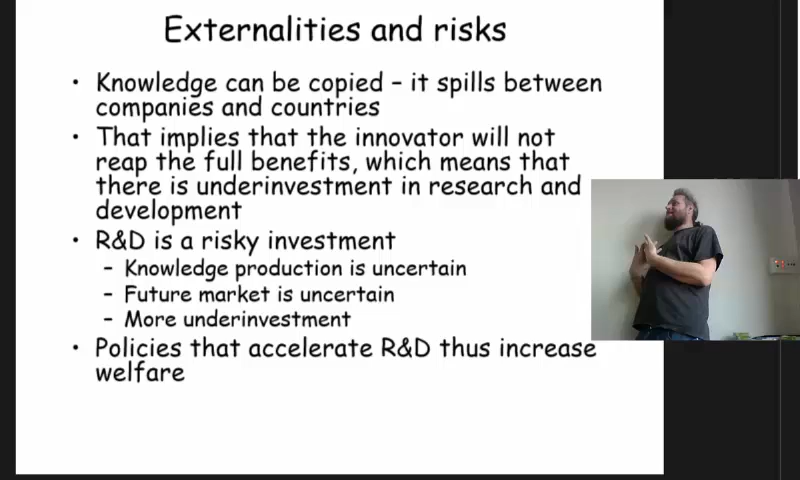 Externalities and risks
• Knowledge can be copied – it spills between
companies and countries
• That implies that the innovator will not
reap the full benefits, which means that
there is underinvestment in research and
development
• R&D is a risky investment
– Knowledge production is uncertain
– Future market is uncertain
– More underinvestment
• Policies that accelerate R&D thus increase
welfare